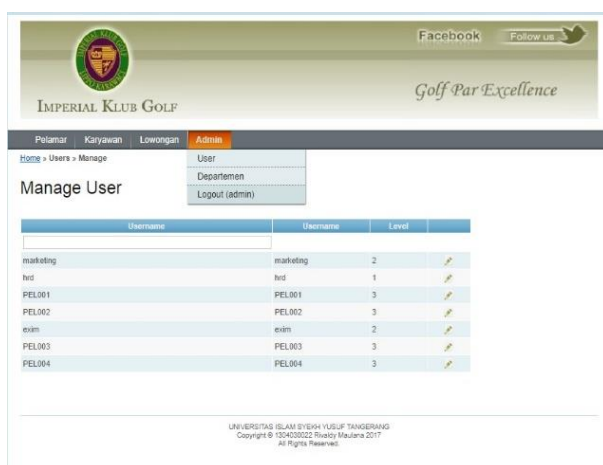 Facebook
Follow us
IMPERIAL KLUB GOLF
Golf Par Excellence
Pelamar Karyawan Lowongan Admin
Home » Users » Manage
User
Departemen
Logout (admin)
Manage User
Username Username Level
marketing marketing 2
hrd hrd 1
PEL001 PEL001 3
PEL002 PEL002 3
exim exim 2
PEL003 PEL003 3
PEL004 PEL004 3
UNIVERSITAS ISLAM SYEKH YUSUF TANGERANG
Copyright © 1304030022 Rivaldy Maulana 2017
All Rights Reserved.